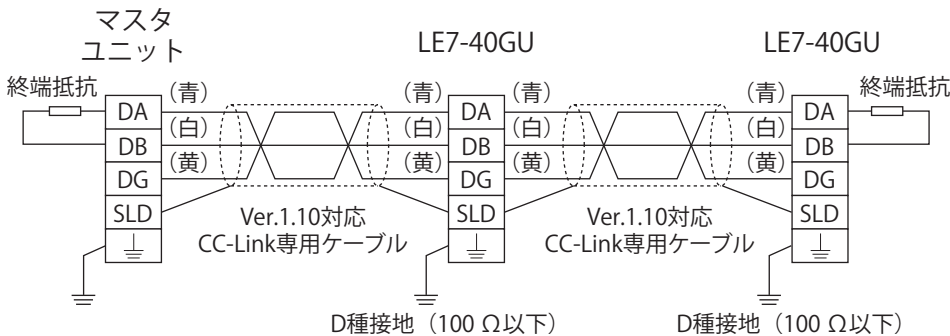 マスタ
ユニット
LE7-40GU
LE7-40GU
終端抵抗
終端抵抗
DA
DB
DG
SLD
(青)
(白)
(黄)
(青)
(白)
(黄)
DA
DB
DG
SLD
(青)
(白)
(黄)
(青)
(白)
(黄)
DA
DB
DG
SLD
Ver.1.10対応
CC-Link専用ケーブル
Ver.1.10対応
CC-Link専用ケーブル
D種接地（100 Ω以下）
D種接地（100 Ω以下）